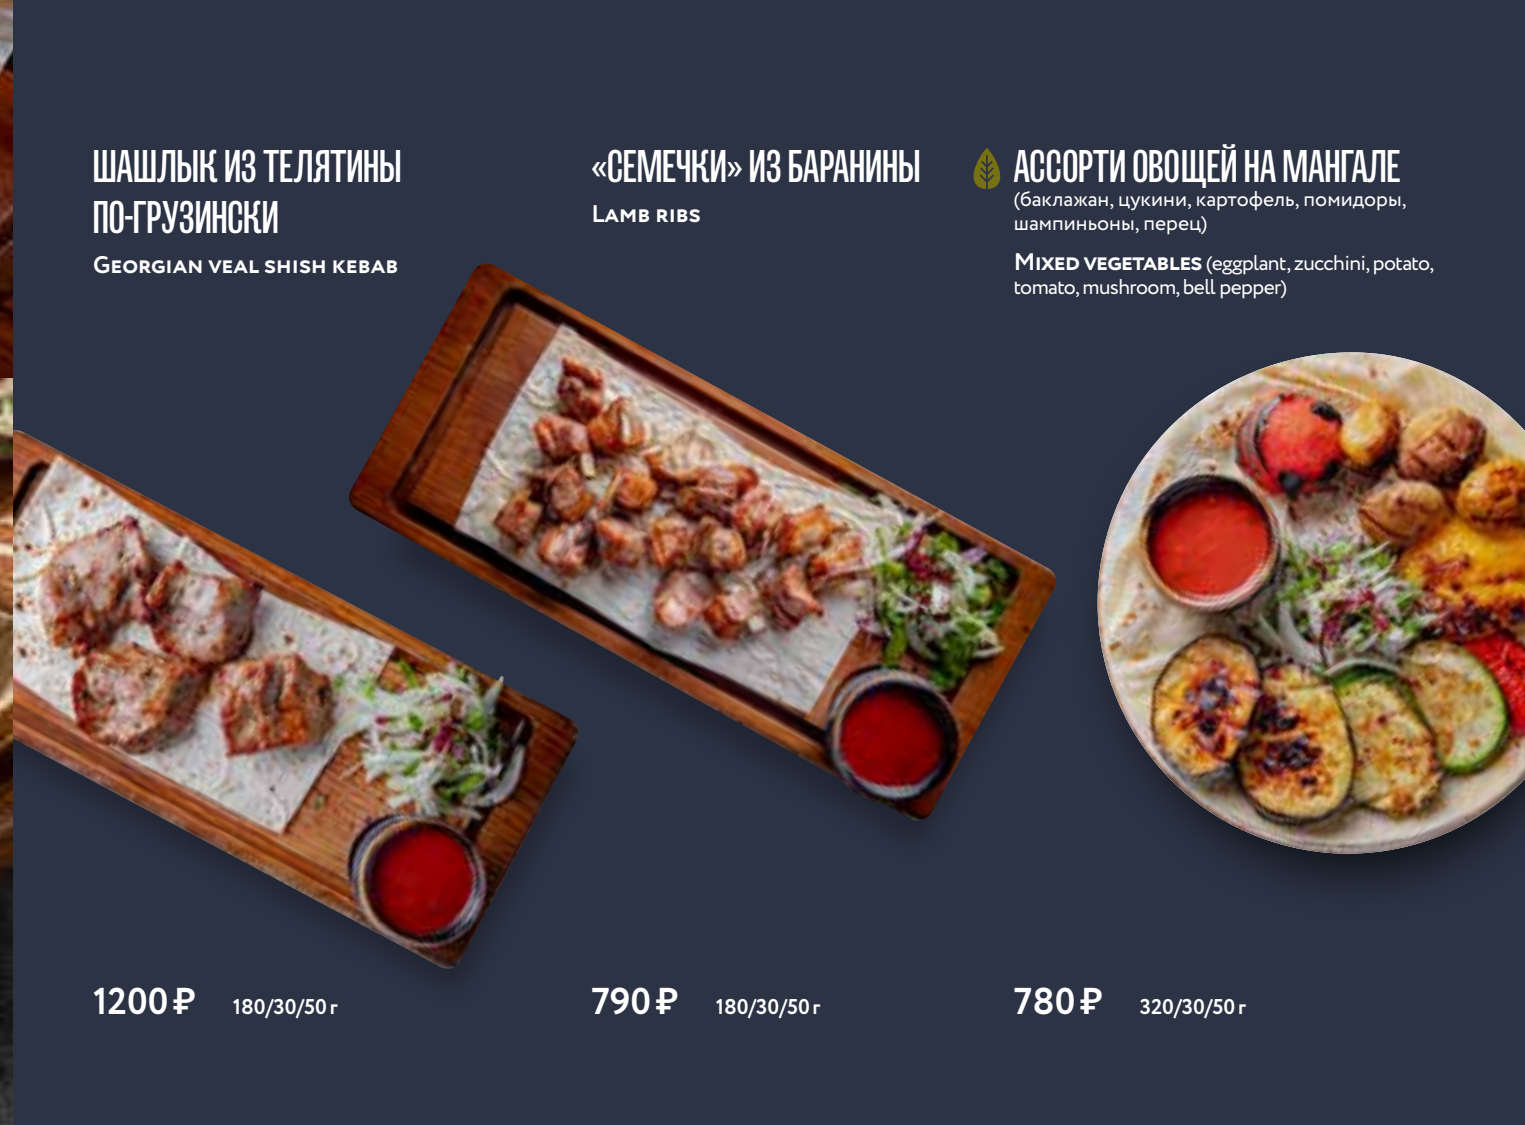 ШАШЛЫК ИЗ ТЕЛЯТИНЫ
ПО-ГРУЗИНСКИ
GEORGIAN VEAL SHISH KEBAB
1200 ₽ 180/30/50 г
«СЕМЕЧКИ» ИЗ БАРАНИНЫ
LAMB RIBS
790 ₽ 180/30/50 г
АССОРТИ ОВОЩЕЙ НА МАНГАЛЕ
(баклажан, цукини, картофель, помидоры,
шампиньоны, перец)
MIXED VEGETABLES (eggplant, zucchini, potato,
tomato, mushroom, bell pepper)
780 ₽ 320/30/50 г